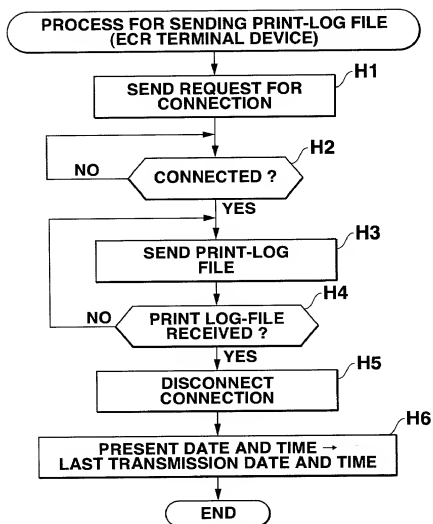 PROCESS FOR SENDING PRINT-LOG FILE
(ECR TERMINAL DEVICE)
H1
SEND REQUEST FOR
CONNECTION
H2
NO
CONNECTED ?
YES
H3
SEND PRINT-LOG
FILE
H4
NO
PRINT LOG-FILE
RECEIVED ?
YES
H5
DISCONNECT
CONNECTION
H6
PRESENT DATE AND TIME →
LAST TRANSMISSION DATE AND TIME
END